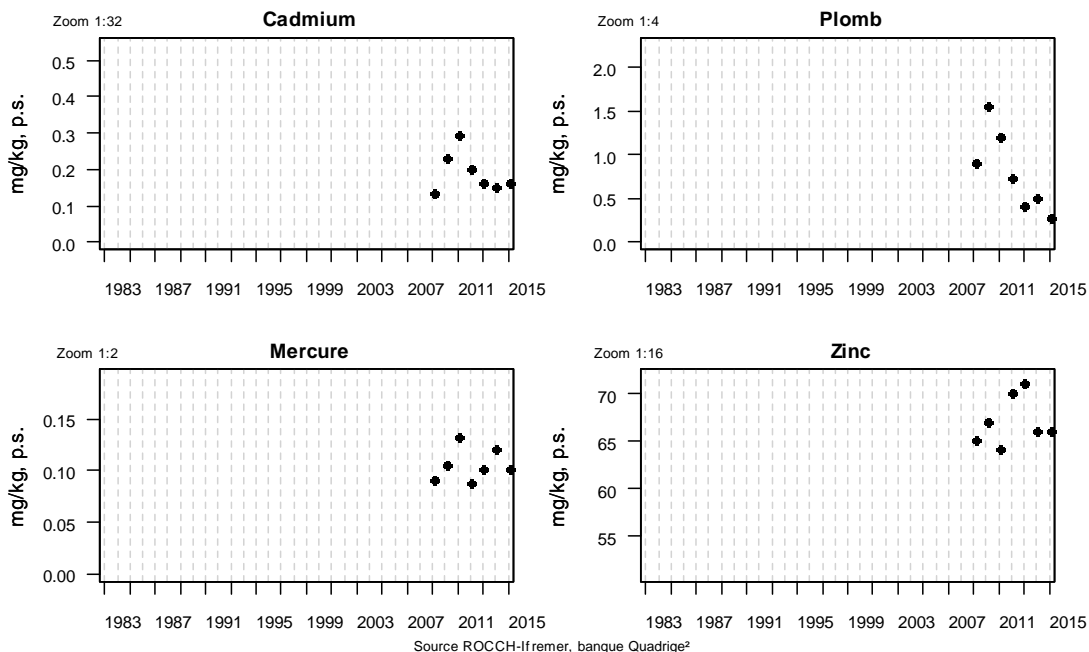 Zoom 1:32
Cadmium
mg/kg, p.s.
0.5
0.4
0.3
0.2
0.1
0.0
1983 1987 1991 1995 1999 2003 2007 2011 2015
Zoom 1:4
Plomb
mg/kg, p.s.
2.0
1.5
1.0
0.5
0.0
1983 1987 1991 1995 1999 2003 2007 2011 2015
Zoom 1:2
Mercure
mg/kg, p.s.
0.15
0.10
0.05
0.00
1983 1987 1991 1995 1999 2003 2007 2011 2015
Zoom 1:16
Zinc
mg/kg, p.s.
70
65
60
55
1983 1987 1991 1995 1999 2003 2007 2011 2015
Source ROCCH-Ifremer, banque Quadrige²